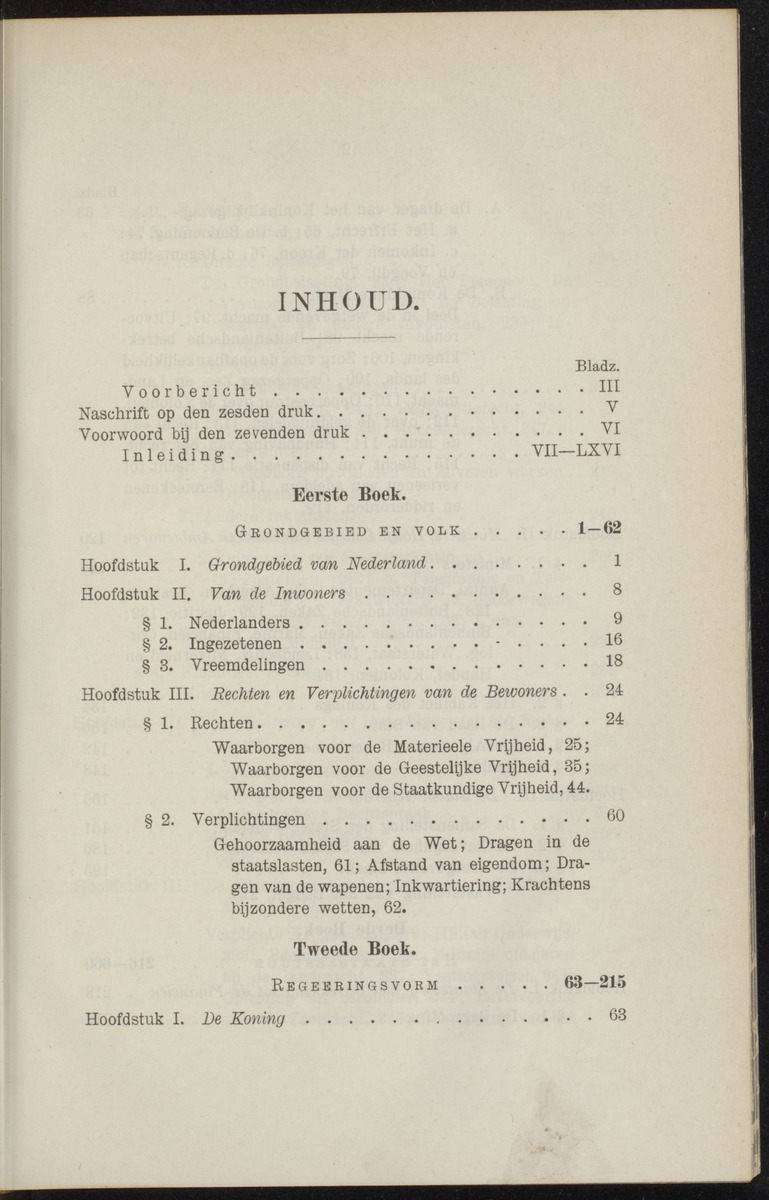 INHOUD.
Bladz.
Voorbericht . . . . . . . . . . . . . . . III
Naschrift op den zesden druk. . . . . . . . . . . . V
Voorwoord bij den zevenden druk . . . . . . . . . . . VI
Inleiding. . . . . . . . . . . . . . VII—LXVI
Eerste Boek.
GRONDGEBIED EN VOLK . . . . . 1—62
Hoofdstuk I. Grondgebied van Nederland. . . . . . . . 1
Hoofdstuk II. Van de Inwoners . . . . . . . . . . . 8
§ 1. Nederlanders . . . . . . . . . . . . . . 9
§ 2. Ingezetenen . . . . . . . . . . . . . . 16
§ 3. Vreemdelingen . . . . . . . . . . . . . 18
Hoofdstuk III. Rechten en Verplichtingen van de Bewoners . . 24
§ 1. Rechten. . . . . . . . . . . . . . . . 24
Waarborgen voor de Materieele Vrijheid, 25;
Waarborgen voor de Geestelijke Vrijheid, 35;
Waarborgen voor de Staatkundige Vrijheid, 44.
§ 2. Verplichtingen . . . . . . . . . . . . . 60
Gehoorzaamheid aan de Wet; Dragen in de
staatslasten, 61; Afstand van eigendom; Dra-
gen van de wapenen; Inkwartiering; Krachtens
bijzondere wetten, 62.
Tweede Boek.
REGEERINGSVORM . . . . . 63—215
Hoofdstuk I. De Koning . . . . . . . . . . . . . 63